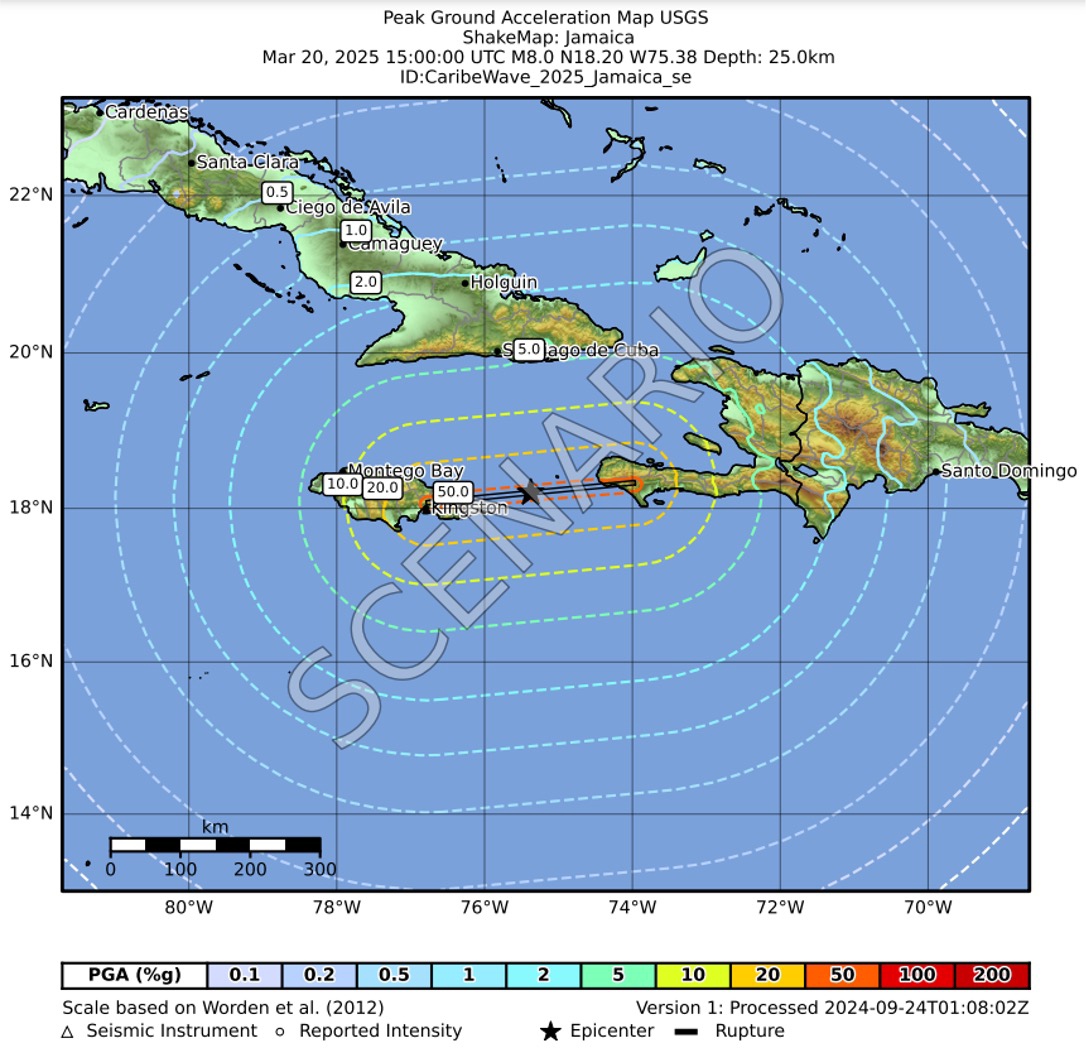 Peak Ground Acceleration Map USGS
ShakeMap: Jamaica
Mar 20, 2025 15:00:00 UTC M8.0 N18.20 W75.38 Depth: 25.0km
ID:CaribeWave_2025_Jamaica_se
Cardenas
Santa Clara
22°N
0.5
Ciego de Avila
1.0
Camaguey
2.0
Holguin
20°N
5.0
Santiago de Cuba
SCENARIO
Montego Bay
10.0
20.0
50.0
Santo Domingo
18°N
Kingston
16°N
14°N
km
0 100 200 300
80°W 78°W 76°W 74°W 72°W 70°W
PGA (%g) 0.1 0.2 0.5 1 2 5 10 20 50 100 200
Scale based on Worden et al. (2012) Version 1: Processed 2024-09-24T01:08:02Z
Seismic Instrument Reported Intensity Epicenter Rupture